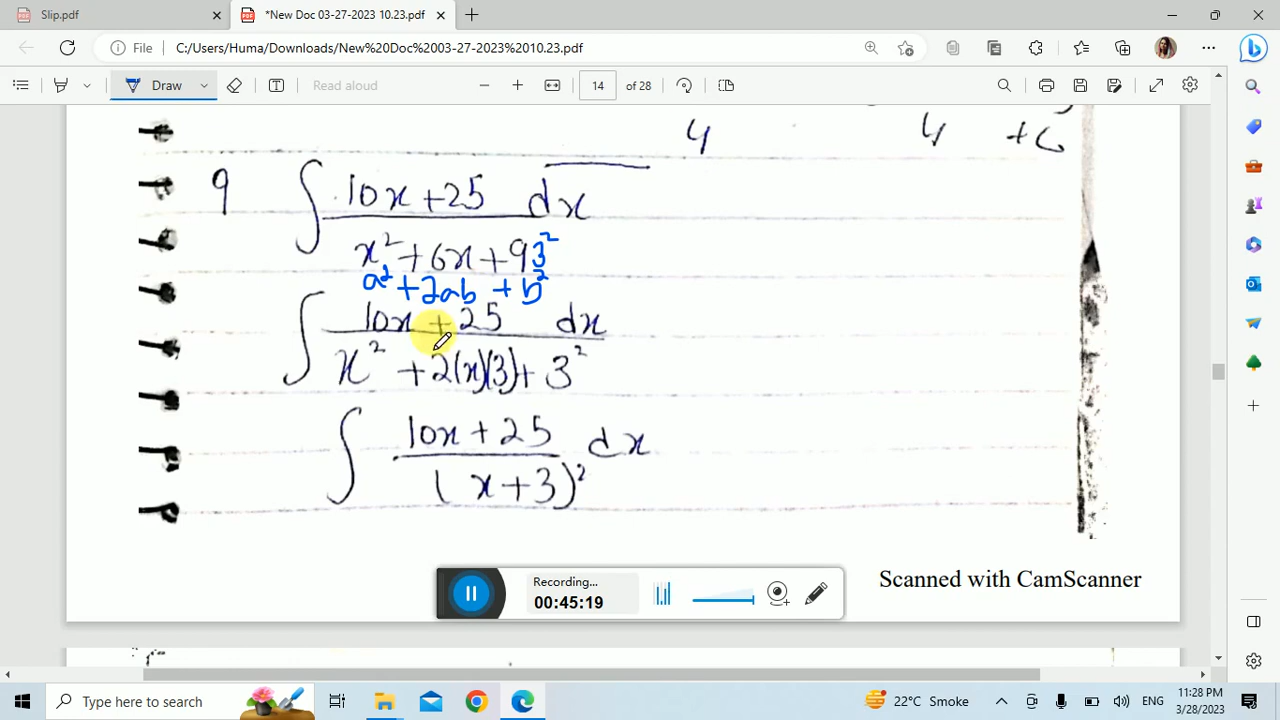 Slip.pdf
*New Doc 03-27-2023 10.23.pdf
File C:/Users/Huma/Downloads/New%20Doc%2003-27-2023%2010.23.pdf
Draw Read aloud 14 of 28
4 4 +6
9 ∫ 10x+25 dx
x²+6x+9 3²
a²+2ab+b²
∫ 10x+25 dx
x²+2(x)(3)+3²
∫ 10x+25 dx
(x+3)²
Recording...
00:45:19
Scanned with CamScanner
Type here to search
22°C Smoke
ENG
11:28 PM
3/28/2023